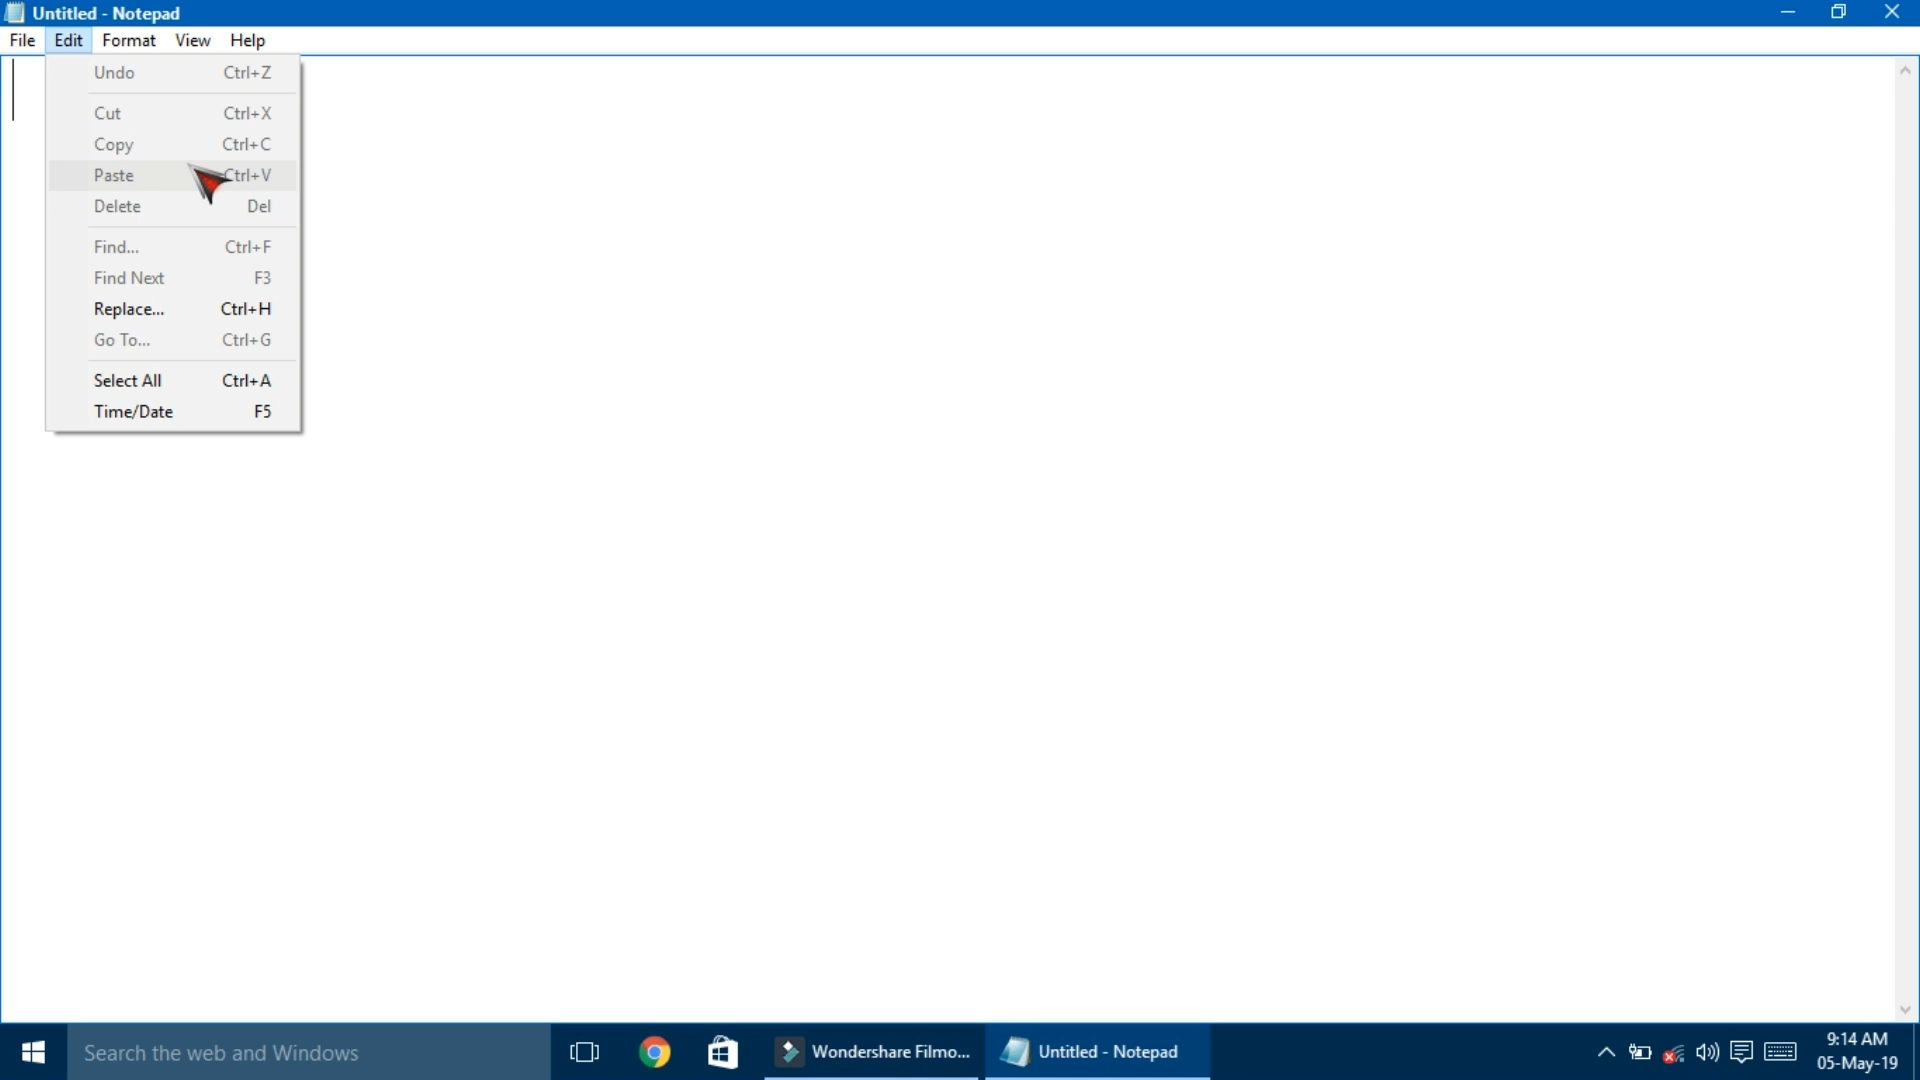 Untitled - Notepad
File Edit Format View Help
Undo Ctrl+Z
Cut Ctrl+X
Copy Ctrl+C
Paste Ctrl+V
Delete Del
Find... Ctrl+F
Find Next F3
Replace... Ctrl+H
Go To... Ctrl+G
Select All Ctrl+A
Time/Date F5
Search the web and Windows Wondershare Filmo... Untitled - Notepad 9:14 AM
05-May-19